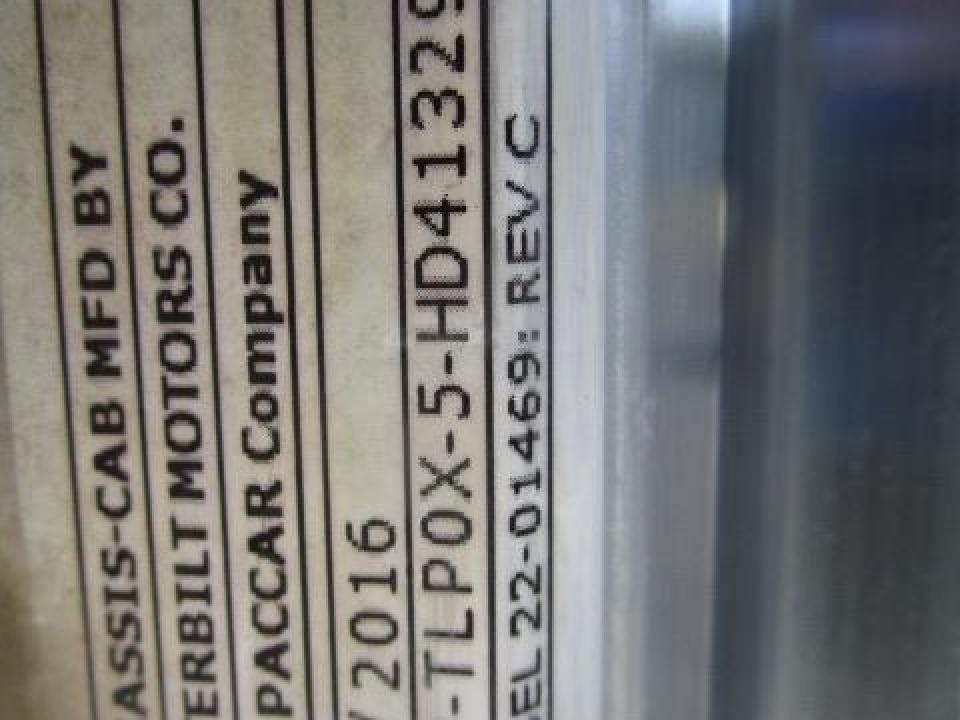 ASSIS-CAB MFD BY
ERBILT MOTORS CO.
PACCAR Company
/2016
-TLP0X-5-HD41329
EL 22-01469: REV C